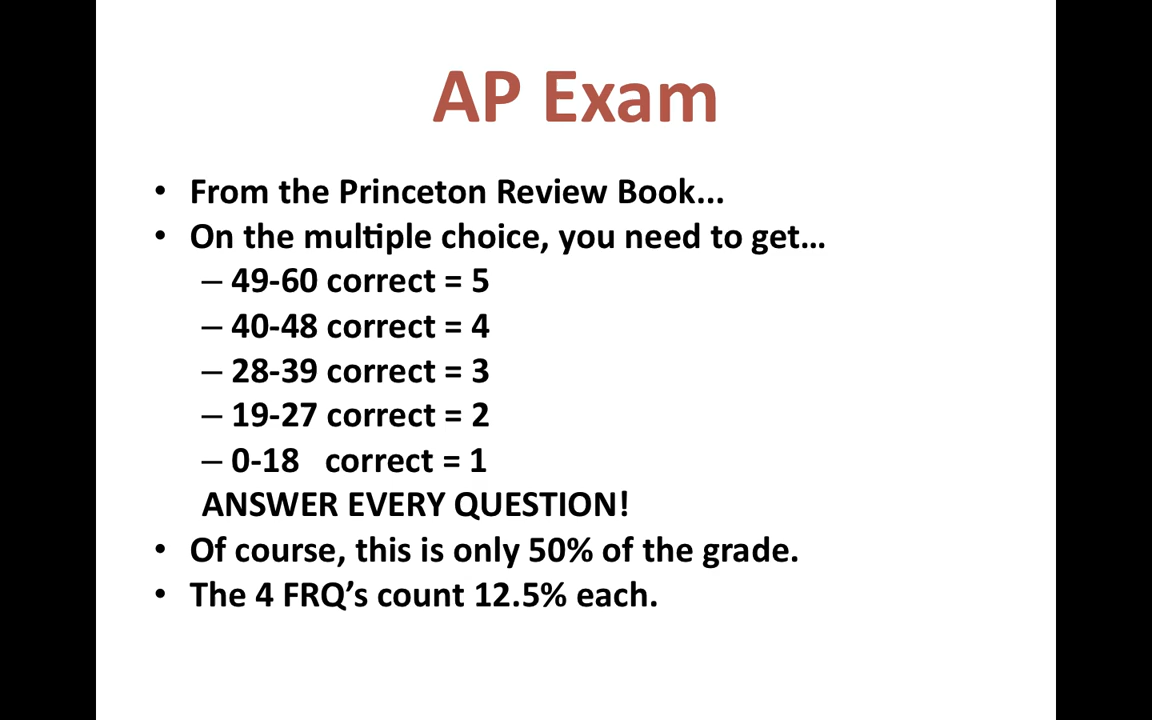 AP Exam
• From the Princeton Review Book...
• On the multiple choice, you need to get…
– 49-60 correct = 5
– 40-48 correct = 4
– 28-39 correct = 3
– 19-27 correct = 2
– 0-18 correct = 1
ANSWER EVERY QUESTION!
• Of course, this is only 50% of the grade.
• The 4 FRQ’s count 12.5% each.